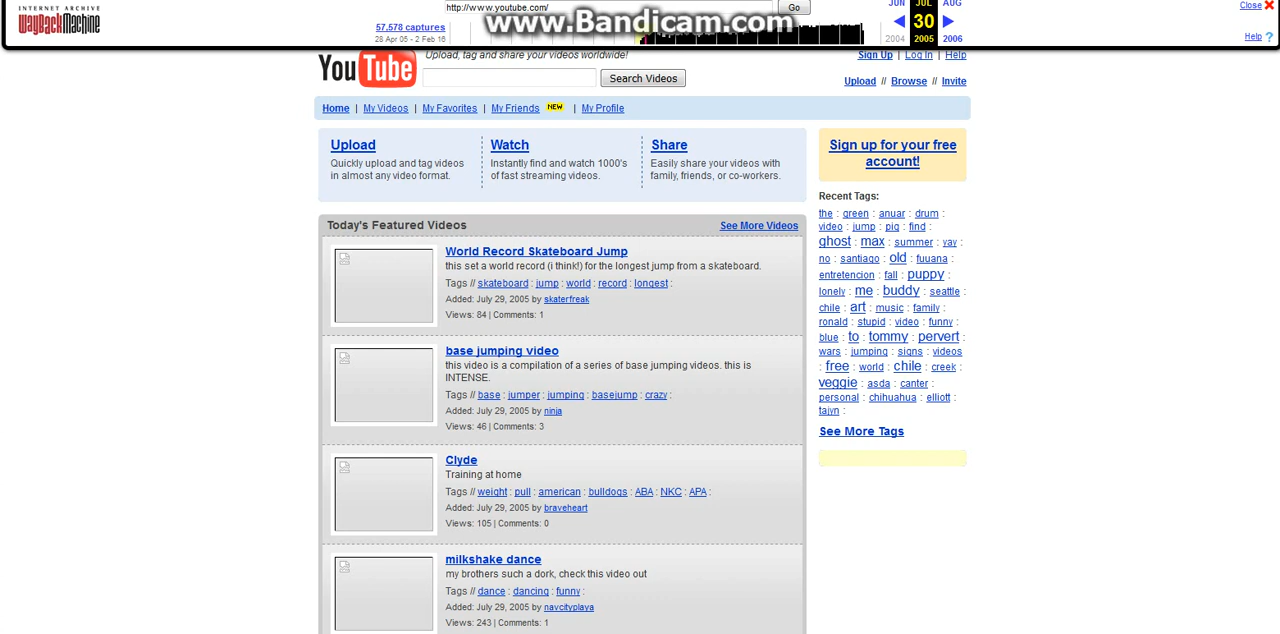 INTERNET ARCHIVE
WayBackMachine
http://www.youtube.com/
Go
57,578 captures
28 Apr 05 - 2 Feb 16
www.Bandicam.com
JUN JUL AUG
30
2004 2005 2006
Close
Help ?
YouTube
Upload, tag and share your videos worldwide!
Search Videos
Sign Up | Log In | Help
Upload // Browse // Invite
Home | My Videos | My Favorites | My Friends NEW | My Profile
Upload
Quickly upload and tag videos
in almost any video format.
Watch
Instantly find and watch 1000's
of fast streaming videos.
Share
Easily share your videos with
family, friends, or co-workers.
Today's Featured Videos
See More Videos
World Record Skateboard Jump
this set a world record (i think!) for the longest jump from a skateboard.
Tags // skateboard : jump : world : record : longest :
Added: July 29, 2005 by skaterfreak
Views: 84 | Comments: 1
base jumping video
this video is a compilation of a series of base jumping videos. this is
INTENSE.
Tags // base : jumper : jumping : basejump : crazy :
Added: July 29, 2005 by ninja
Views: 46 | Comments: 3
Clyde
Training at home
Tags // weight : pull : american : bulldogs : ABA : NKC : APA :
Added: July 29, 2005 by braveheart
Views: 105 | Comments: 0
milkshake dance
my brothers such a dork, check this video out
Tags // dance : dancing : funny :
Added: July 29, 2005 by navcityplaya
Views: 243 | Comments: 1
Sign up for your free
account!
Recent Tags:
the : green : anuar : drum :
video : jump : pig : find :
ghost : max : summer : yay :
no : santiago : old : fuuana :
entretencion : fall : puppy :
lonely : me : buddy : seattle :
chile : art : music : family :
ronald : stupid : video : funny :
blue : to : tommy : pervert :
wars : jumping : signs : videos
: free : world : chile : creek :
veggie : asda : canter :
personal : chihuahua : elliott :
tajyn :
See More Tags